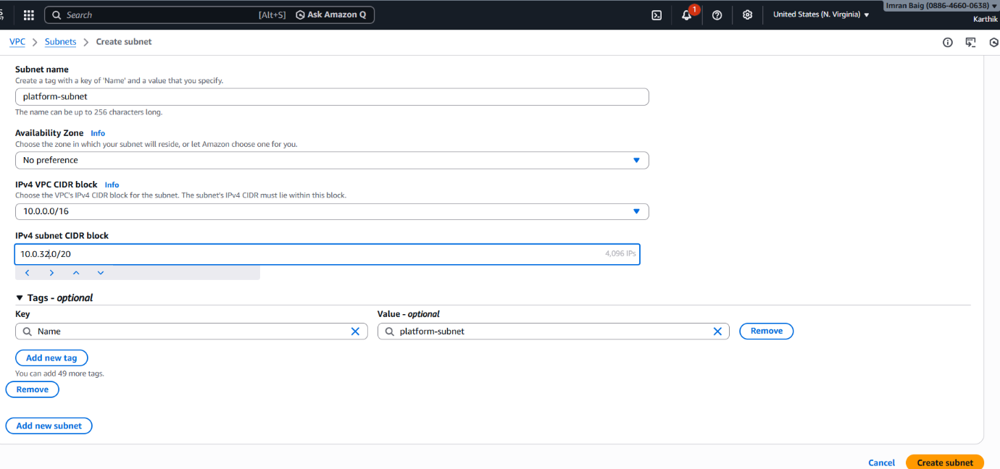 Search [Alt+S] Ask Amazon Q 1 United States (N. Virginia) Imran Baig (0886-4660-0638)
Karthik
VPC Subnets Create subnet
Subnet name
Create a tag with a key of 'Name' and a value that you specify.
platform-subnet
The name can be up to 256 characters long.
Availability Zone Info
Choose the zone in which your subnet will reside, or let Amazon choose one for you.
No preference
IPv4 VPC CIDR block Info
Choose the VPC's IPv4 CIDR block for the subnet. The subnet's IPv4 CIDR must lie within this block.
10.0.0.0/16
IPv4 subnet CIDR block
10.0.32.0/20 4,096 IPs
Tags - optional
Key Value - optional
Name platform-subnet Remove
Add new tag
You can add 49 more tags.
Remove
Add new subnet
Cancel Create subnet